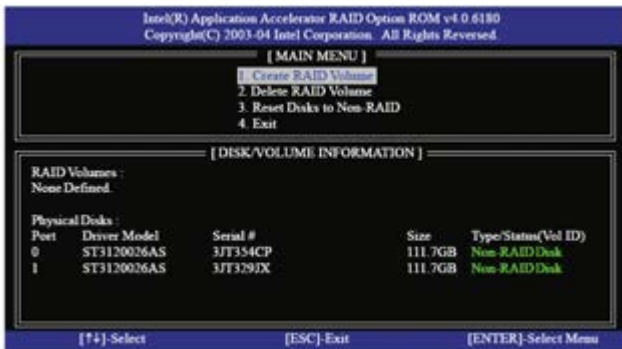 Intel(R) Application Accelerator RAID Option ROM v4.0.6180
Copyright(C) 2003-04 Intel Corporation. All Rights Reversed.
[ MAIN MENU ]
1. Create RAID Volume
2. Delete RAID Volume
3. Reset Disks to Non-RAID
4. Exit
[ DISK/VOLUME INFORMATION ]
RAID Volumes :
None Defined.
Physical Disks :
Port Driver Model Serial # Size Type/Status(Vol ID)
0 ST3120026AS 3JT354CP 111.7GB Non-RAID Disk
1 ST3120026AS 3JT329JX 111.7GB Non-RAID Disk
[↑↓]-Select [ESC]-Exit [ENTER]-Select Menu